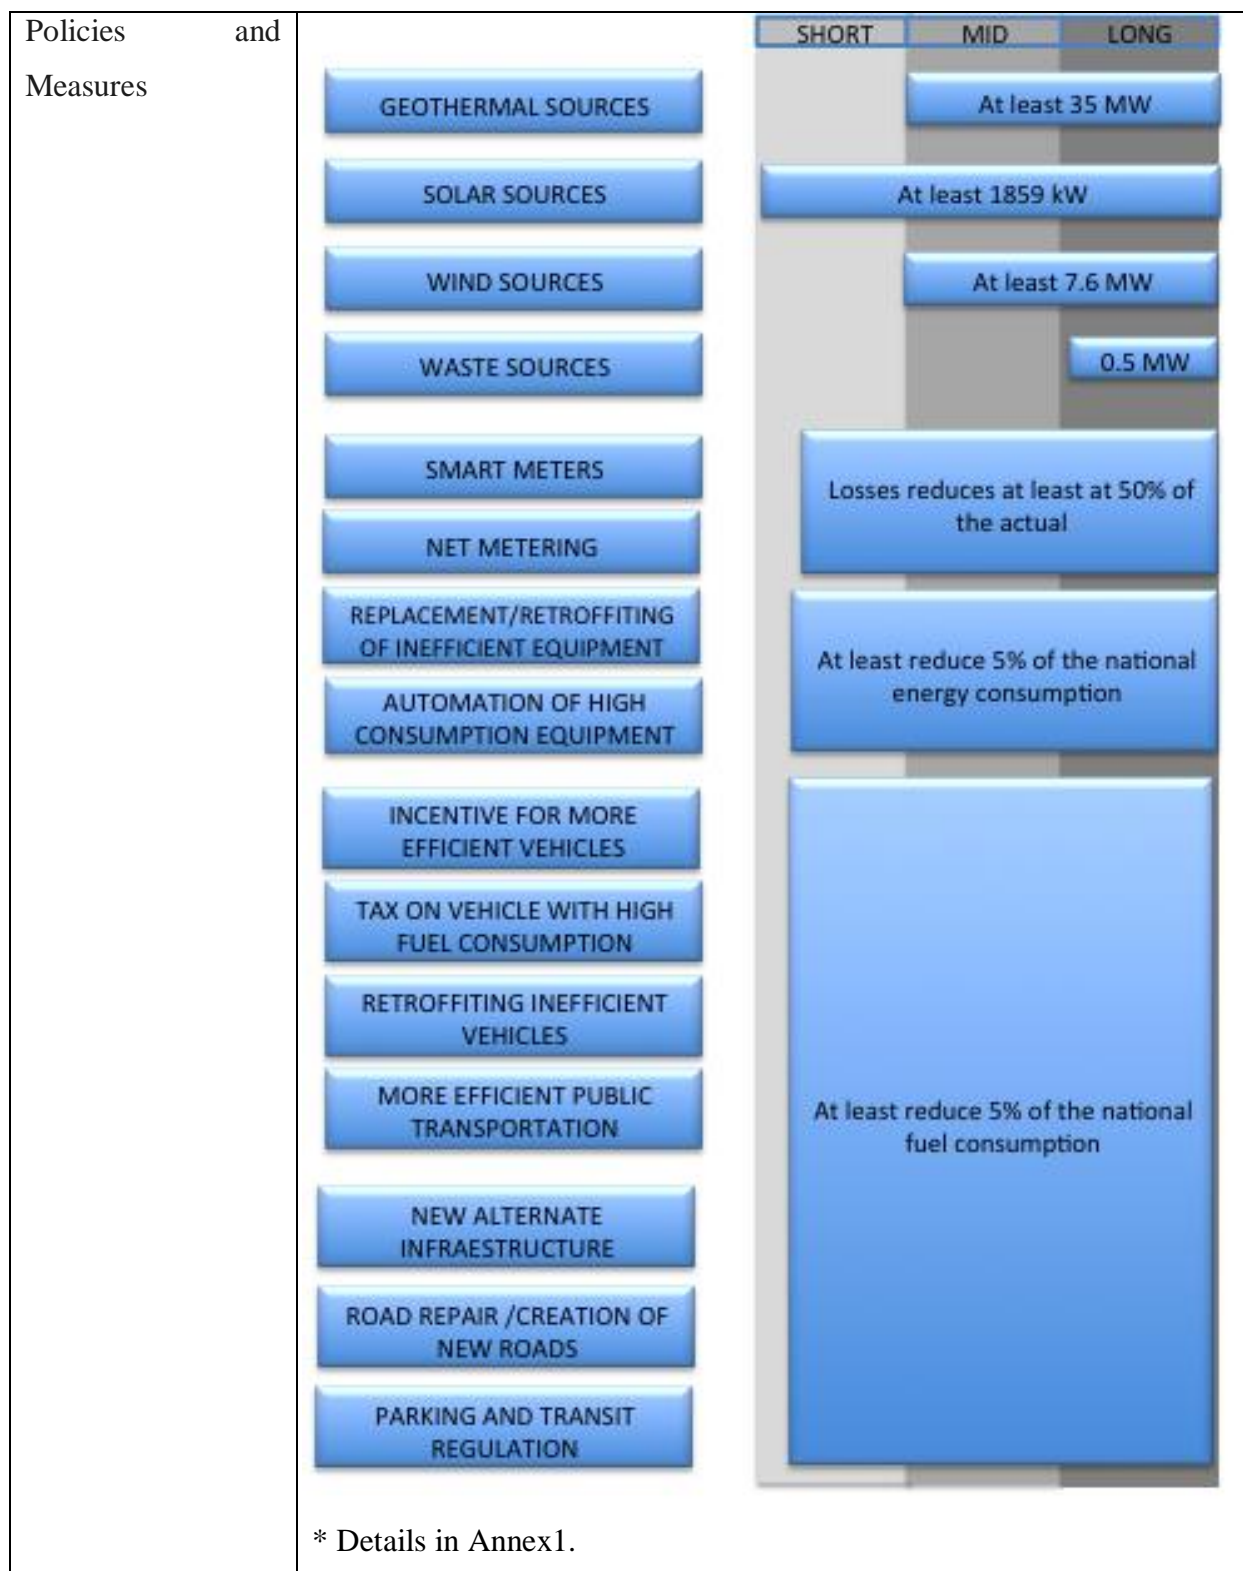 Policies and
Measures
SHORT MID LONG
GEOTHERMAL SOURCES
At least 35 MW
SOLAR SOURCES
At least 1859 kW
WIND SOURCES
At least 7.6 MW
WASTE SOURCES
0.5 MW
SMART METERS
NET METERING
Losses reduces at least at 50% of
the actual
REPLACEMENT/RETROFFITING
OF INEFFICIENT EQUIPMENT
AUTOMATION OF HIGH
CONSUMPTION EQUIPMENT
At least reduce 5% of the national
energy consumption
INCENTIVE FOR MORE
EFFICIENT VEHICLES
TAX ON VEHICLE WITH HIGH
FUEL CONSUMPTION
RETROFFITING INEFFICIENT
VEHICLES
MORE EFFICIENT PUBLIC
TRANSPORTATION
NEW ALTERNATE
INFRAESTRUCTURE
ROAD REPAIR /CREATION OF
NEW ROADS
PARKING AND TRANSIT
REGULATION
At least reduce 5% of the national
fuel consumption
* Details in Annex1.